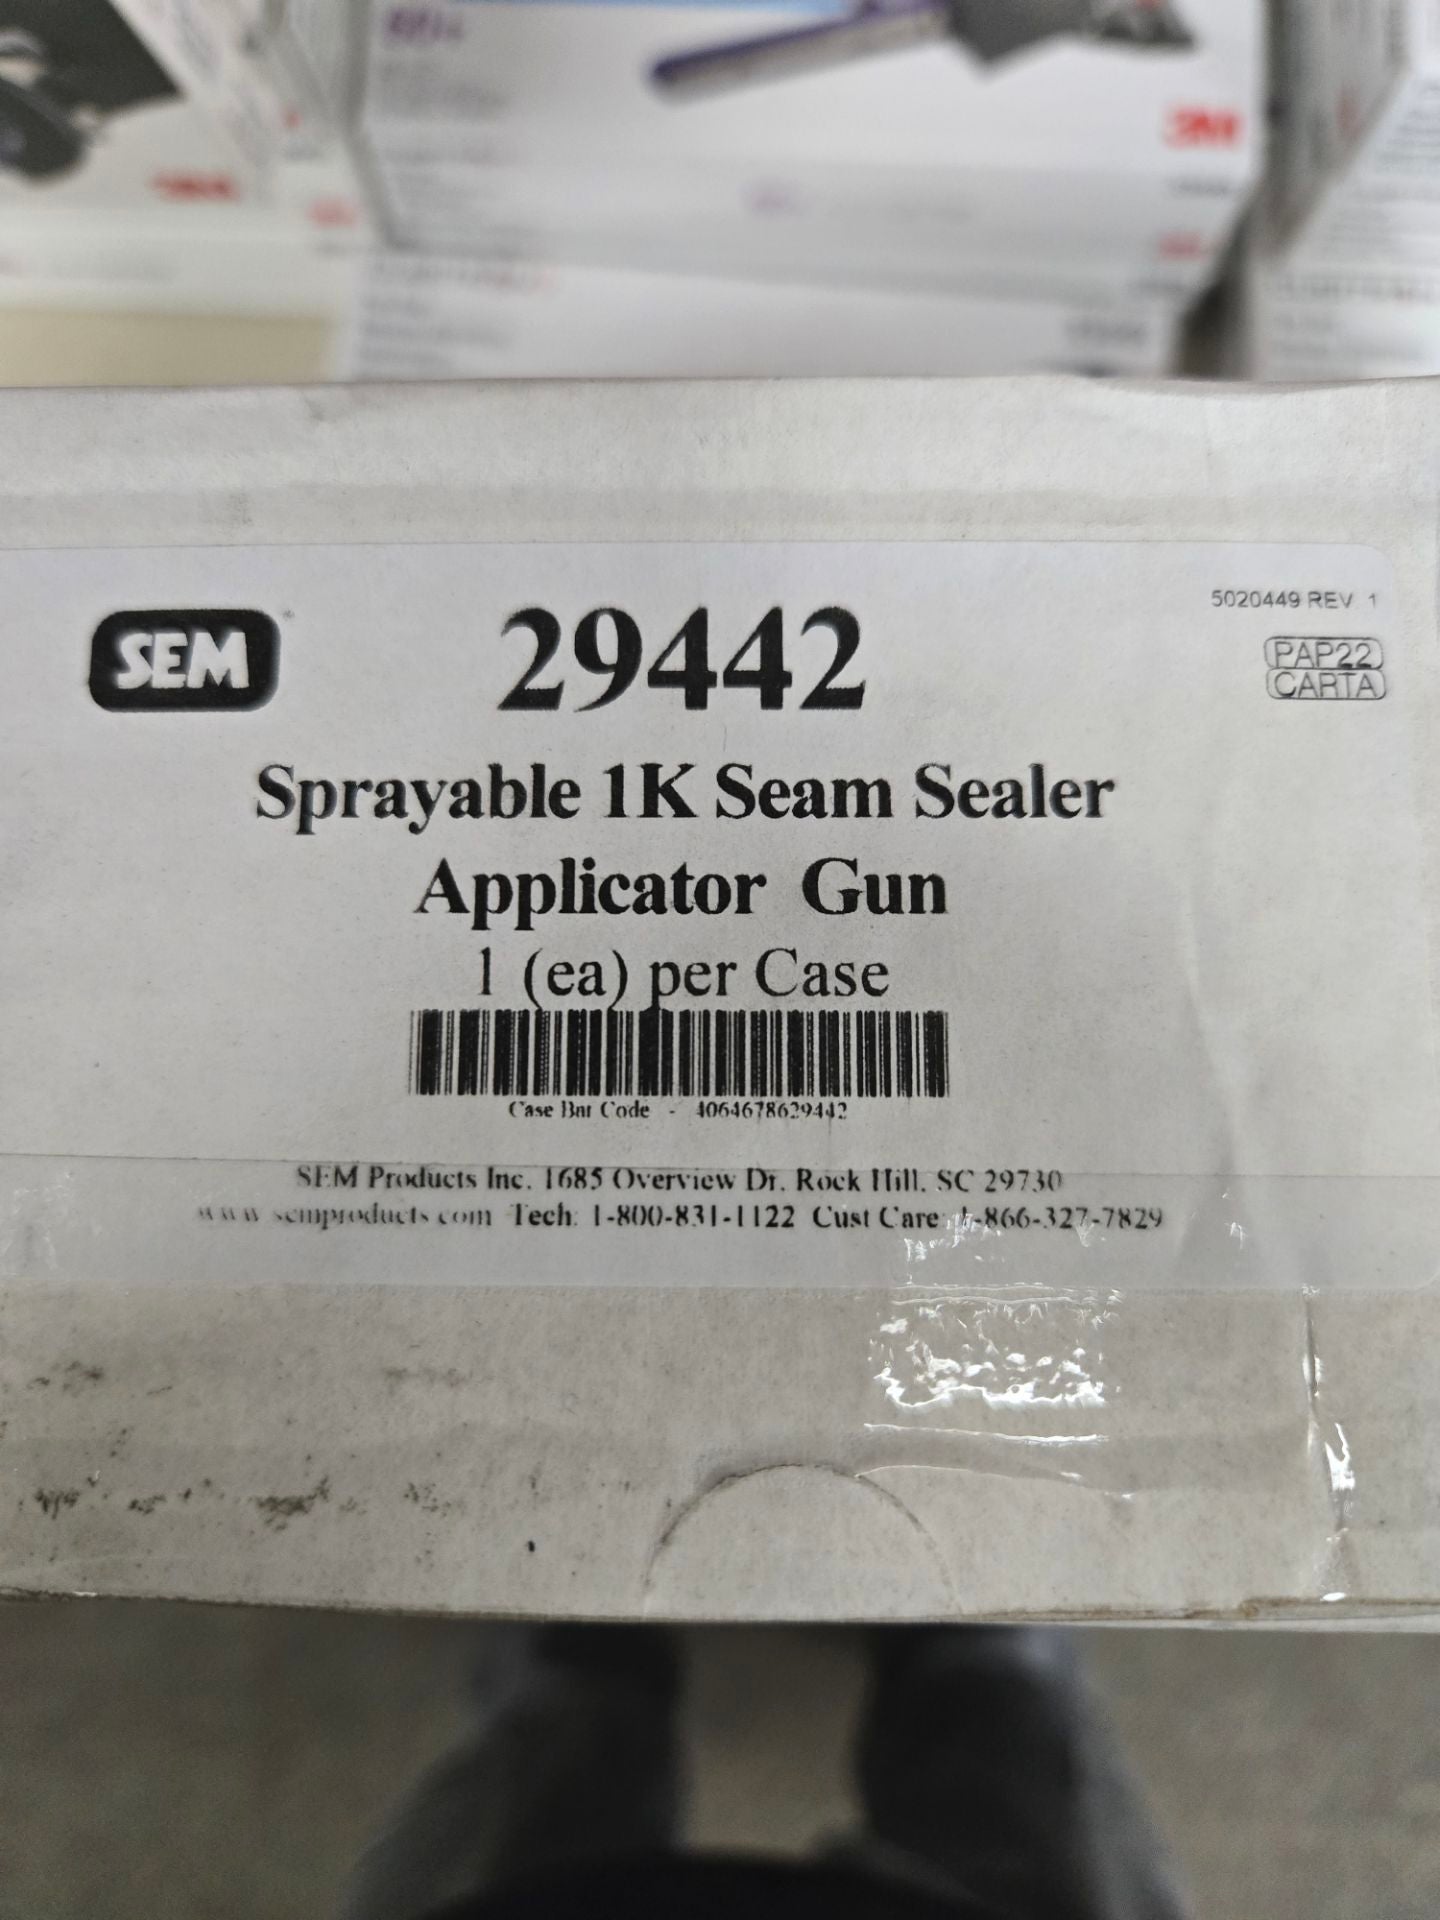 3M
SEM
29442
5020449 REV 1
PAP22
CARTA
Sprayable 1K Seam Sealer
Applicator Gun
1 (ea) per Case
Case Bar Code - 4064678629442
SEM Products Inc. 1685 Overview Dr. Rock Hill, SC 29730
www.semproducts.com Tech: 1-800-831-1122 Cust Care: 1-866-327-7829